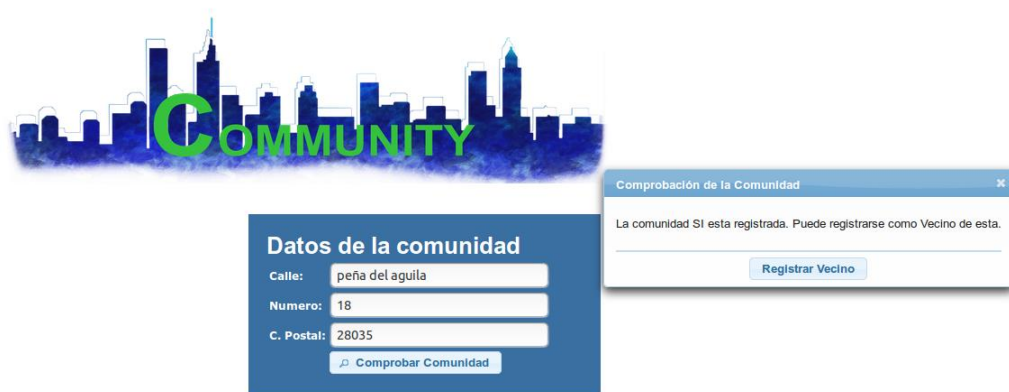 COMMUNITY
Comprobación de la Comunidad
La comunidad SI esta registrada. Puede registrarse como Vecino de esta.
Registrar Vecino
Datos de la comunidad
Calle: peña del aguila
Numero: 18
C. Postal: 28035
Comprobar Comunidad